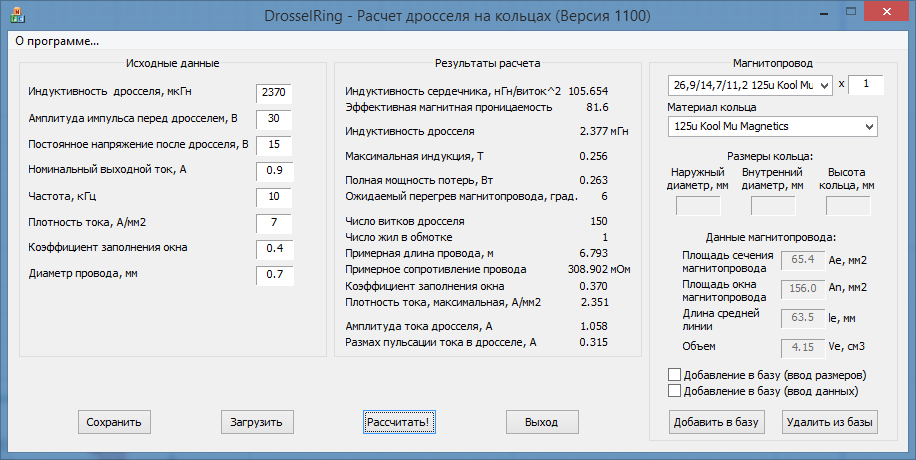 DrosselRing - Расчет дросселя на кольцах (Версия 1100)
О программе...
Исходные данные
Индуктивность дросселя, мкГн 2370
Амплитуда импульса перед дросселем, В 30
Постоянное напряжение после дросселя, В 15
Номинальный выходной ток, А 0.9
Частота, кГц 10
Плотность тока, А/мм2 7
Коэффициент заполнения окна 0.4
Диаметр провода, мм 0.7
Результаты расчета
Индуктивность сердечника, нГн/виток^2 105.654
Эффективная магнитная проницаемость 81.6
Индуктивность дросселя 2.377 мГн
Максимальная индукция, Т 0.256
Полная мощность потерь, Вт 0.263
Ожидаемый перегрев магнитопровода, град. 6
Число витков дросселя 150
Число жил в обмотке 1
Примерная длина провода, м 6.793
Примерное сопротивление провода 308.902 мОм
Коэффициент заполнения окна 0.370
Плотность тока, максимальная, А/мм2 2.351
Амплитуда тока дросселя, А 1.058
Размах пульсации тока в дросселе, А 0.315
Магнитопровод
26,9/14,7/11,2 125u Kool Mu x 1
Материал кольца
125u Kool Mu Magnetics
Размеры кольца:
Наружный диаметр, мм
Внутренний диаметр, мм
Высота кольца, мм
Данные магнитопровода:
Площадь сечения магнитопровода 65.4 Ae, мм2
Площадь окна магнитопровода 156.0 An, мм2
Длина средней линии 63.5 le, мм
Объем 4.15 Ve, см3
Добавление в базу (ввод размеров)
Добавление в базу (ввод данных)
Сохранить
Загрузить
Рассчитать!
Выход
Добавить в базу
Удалить из базы